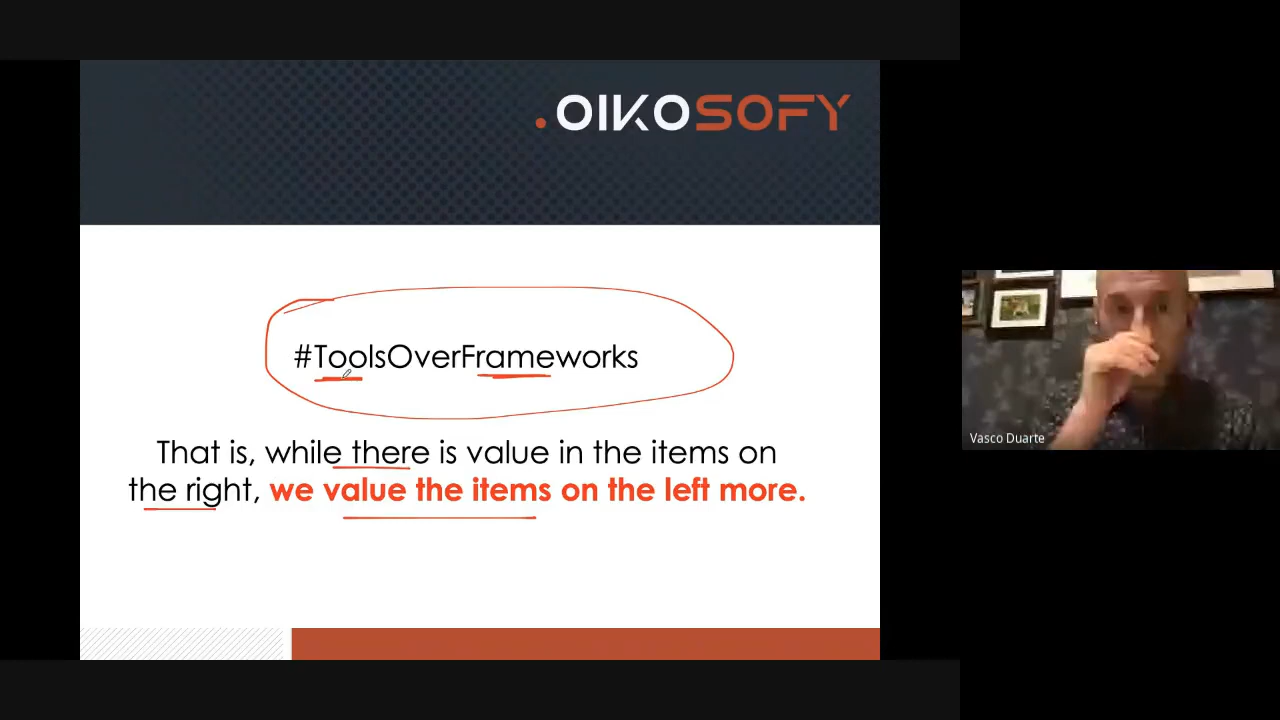 .OIKOSOFY
#ToolsOverFrameworks
That is, while there is value in the items on
the right, we value the items on the left more.
Vasco Duarte